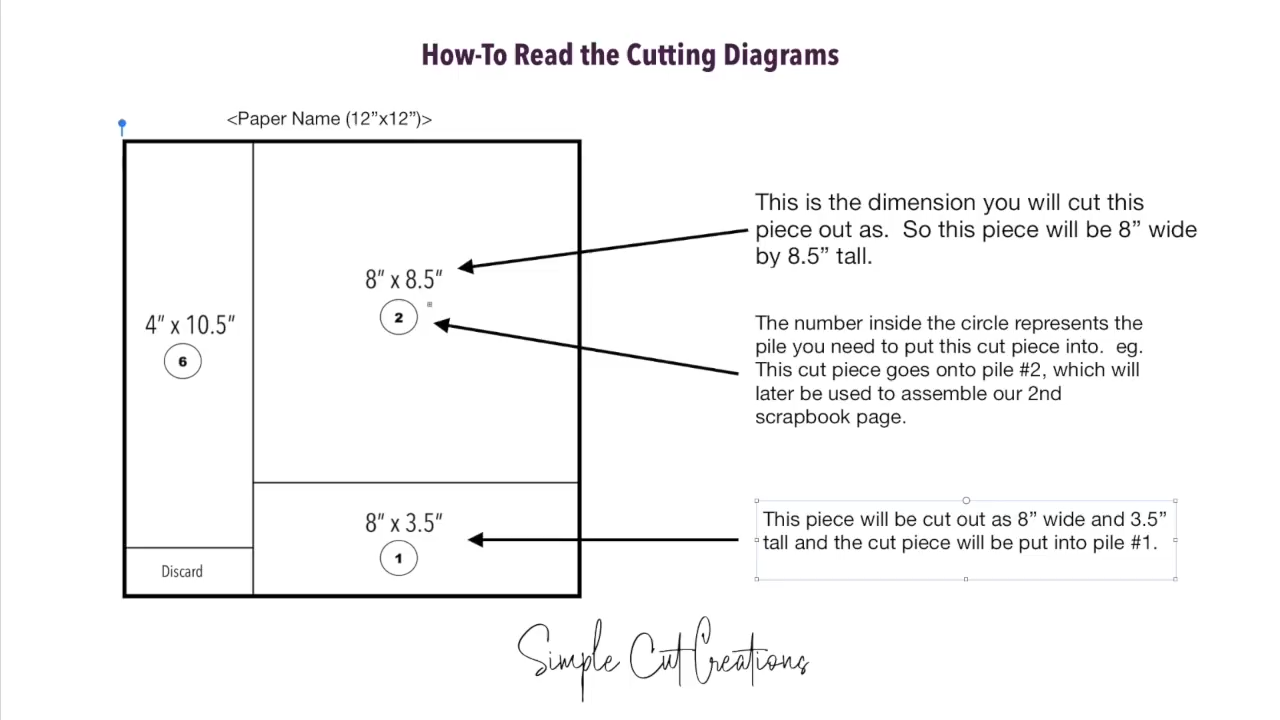 How-To Read the Cutting Diagrams
<Paper Name (12”x12”)>
This is the dimension you will cut this
piece out as.  So this piece will be 8” wide
by 8.5” tall.
8” x 8.5”
2
4” x 10.5”
6
The number inside the circle represents the
pile you need to put this cut piece into.  eg.
This cut piece goes onto pile #2, which will
later be used to assemble our 2nd
scrapbook page.
8” x 3.5”
1
This piece will be cut out as 8” wide and 3.5”
tall and the cut piece will be put into pile #1.
Discard
Simple Cut Creations